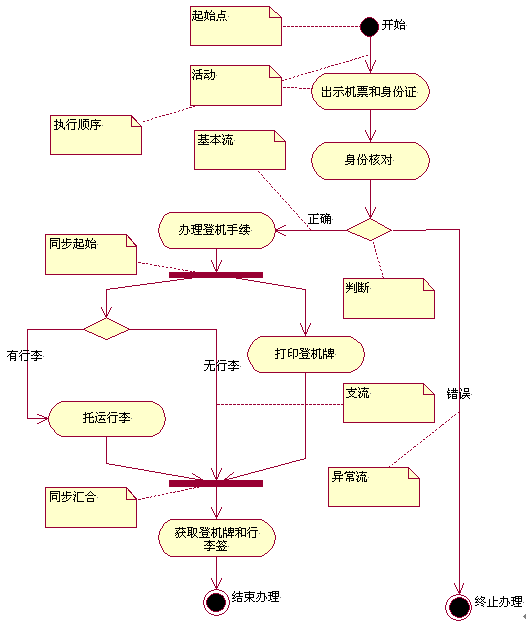 起始点
开始
活动
出示机票和身份证
执行顺序
基本流
身份核对
正确
办理登机手续
同步起始
判断
有行李
无行李
打印登机牌
支流
错误
托运行李
异常流
同步汇合
获取登机牌和行
李签
结束办理
终止办理